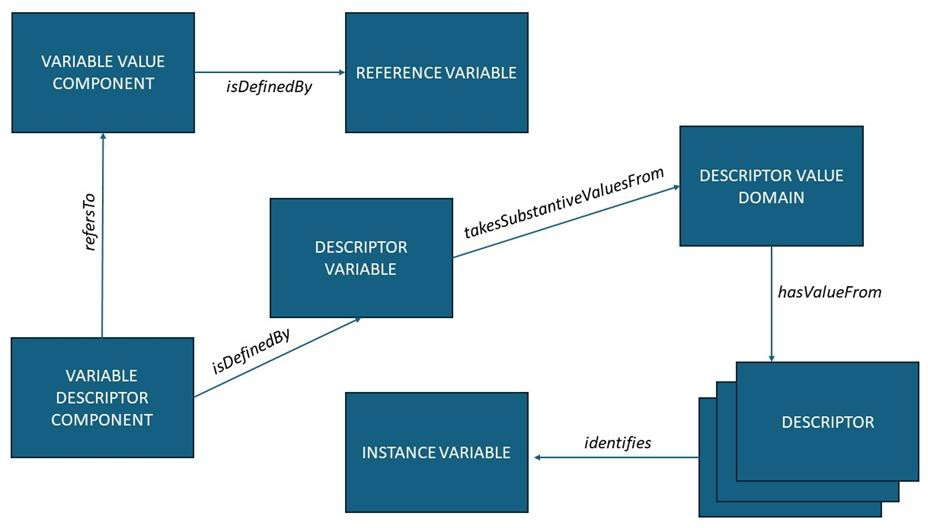 VARIABLE VALUE
COMPONENT
isDefinedBy
REFERENCE VARIABLE
refersTo
DESCRIPTOR
VARIABLE
takesSubstantiveValuesFrom
DESCRIPTOR VALUE
DOMAIN
hasValueFrom
isDefinedBy
VARIABLE
DESCRIPTOR
COMPONENT
INSTANCE VARIABLE
identifies
DESCRIPTOR